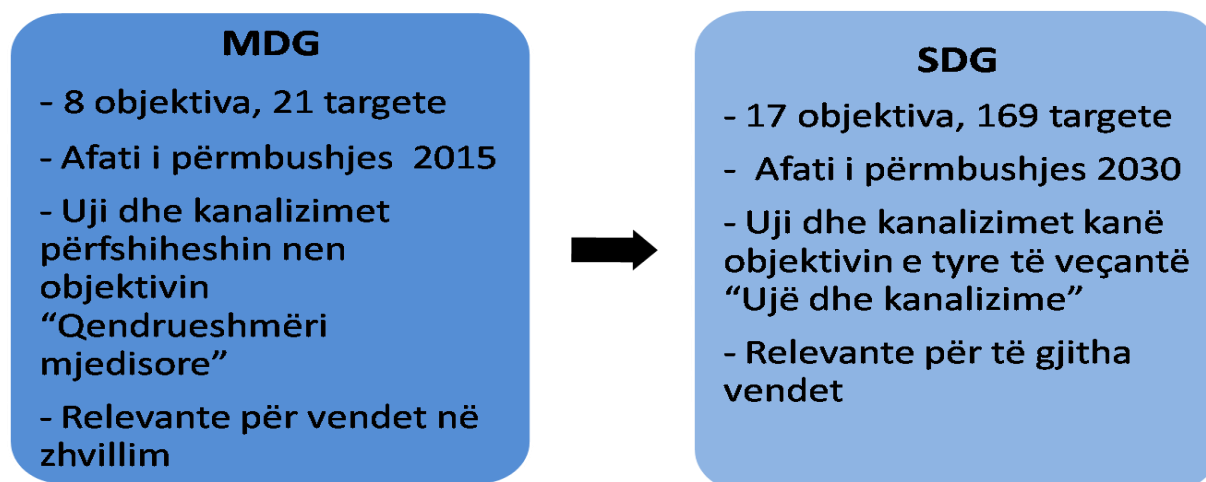 MDG
- 8 objektiva, 21 targete
- Afati i përmbushjes 2015
- Uji dhe kanalizimet
përfshiheshin nen
objektivin
“Qendrueshmëri
mjedisore”
- Relevante për vendet në
zhvillim
SDG
- 17 objektiva, 169 targete
- Afati i përmbushjes 2030
- Uji dhe kanalizimet kanë
objektivin e tyre të veçantë
“Ujë dhe kanalizime”
- Relevante për të gjitha
vendet